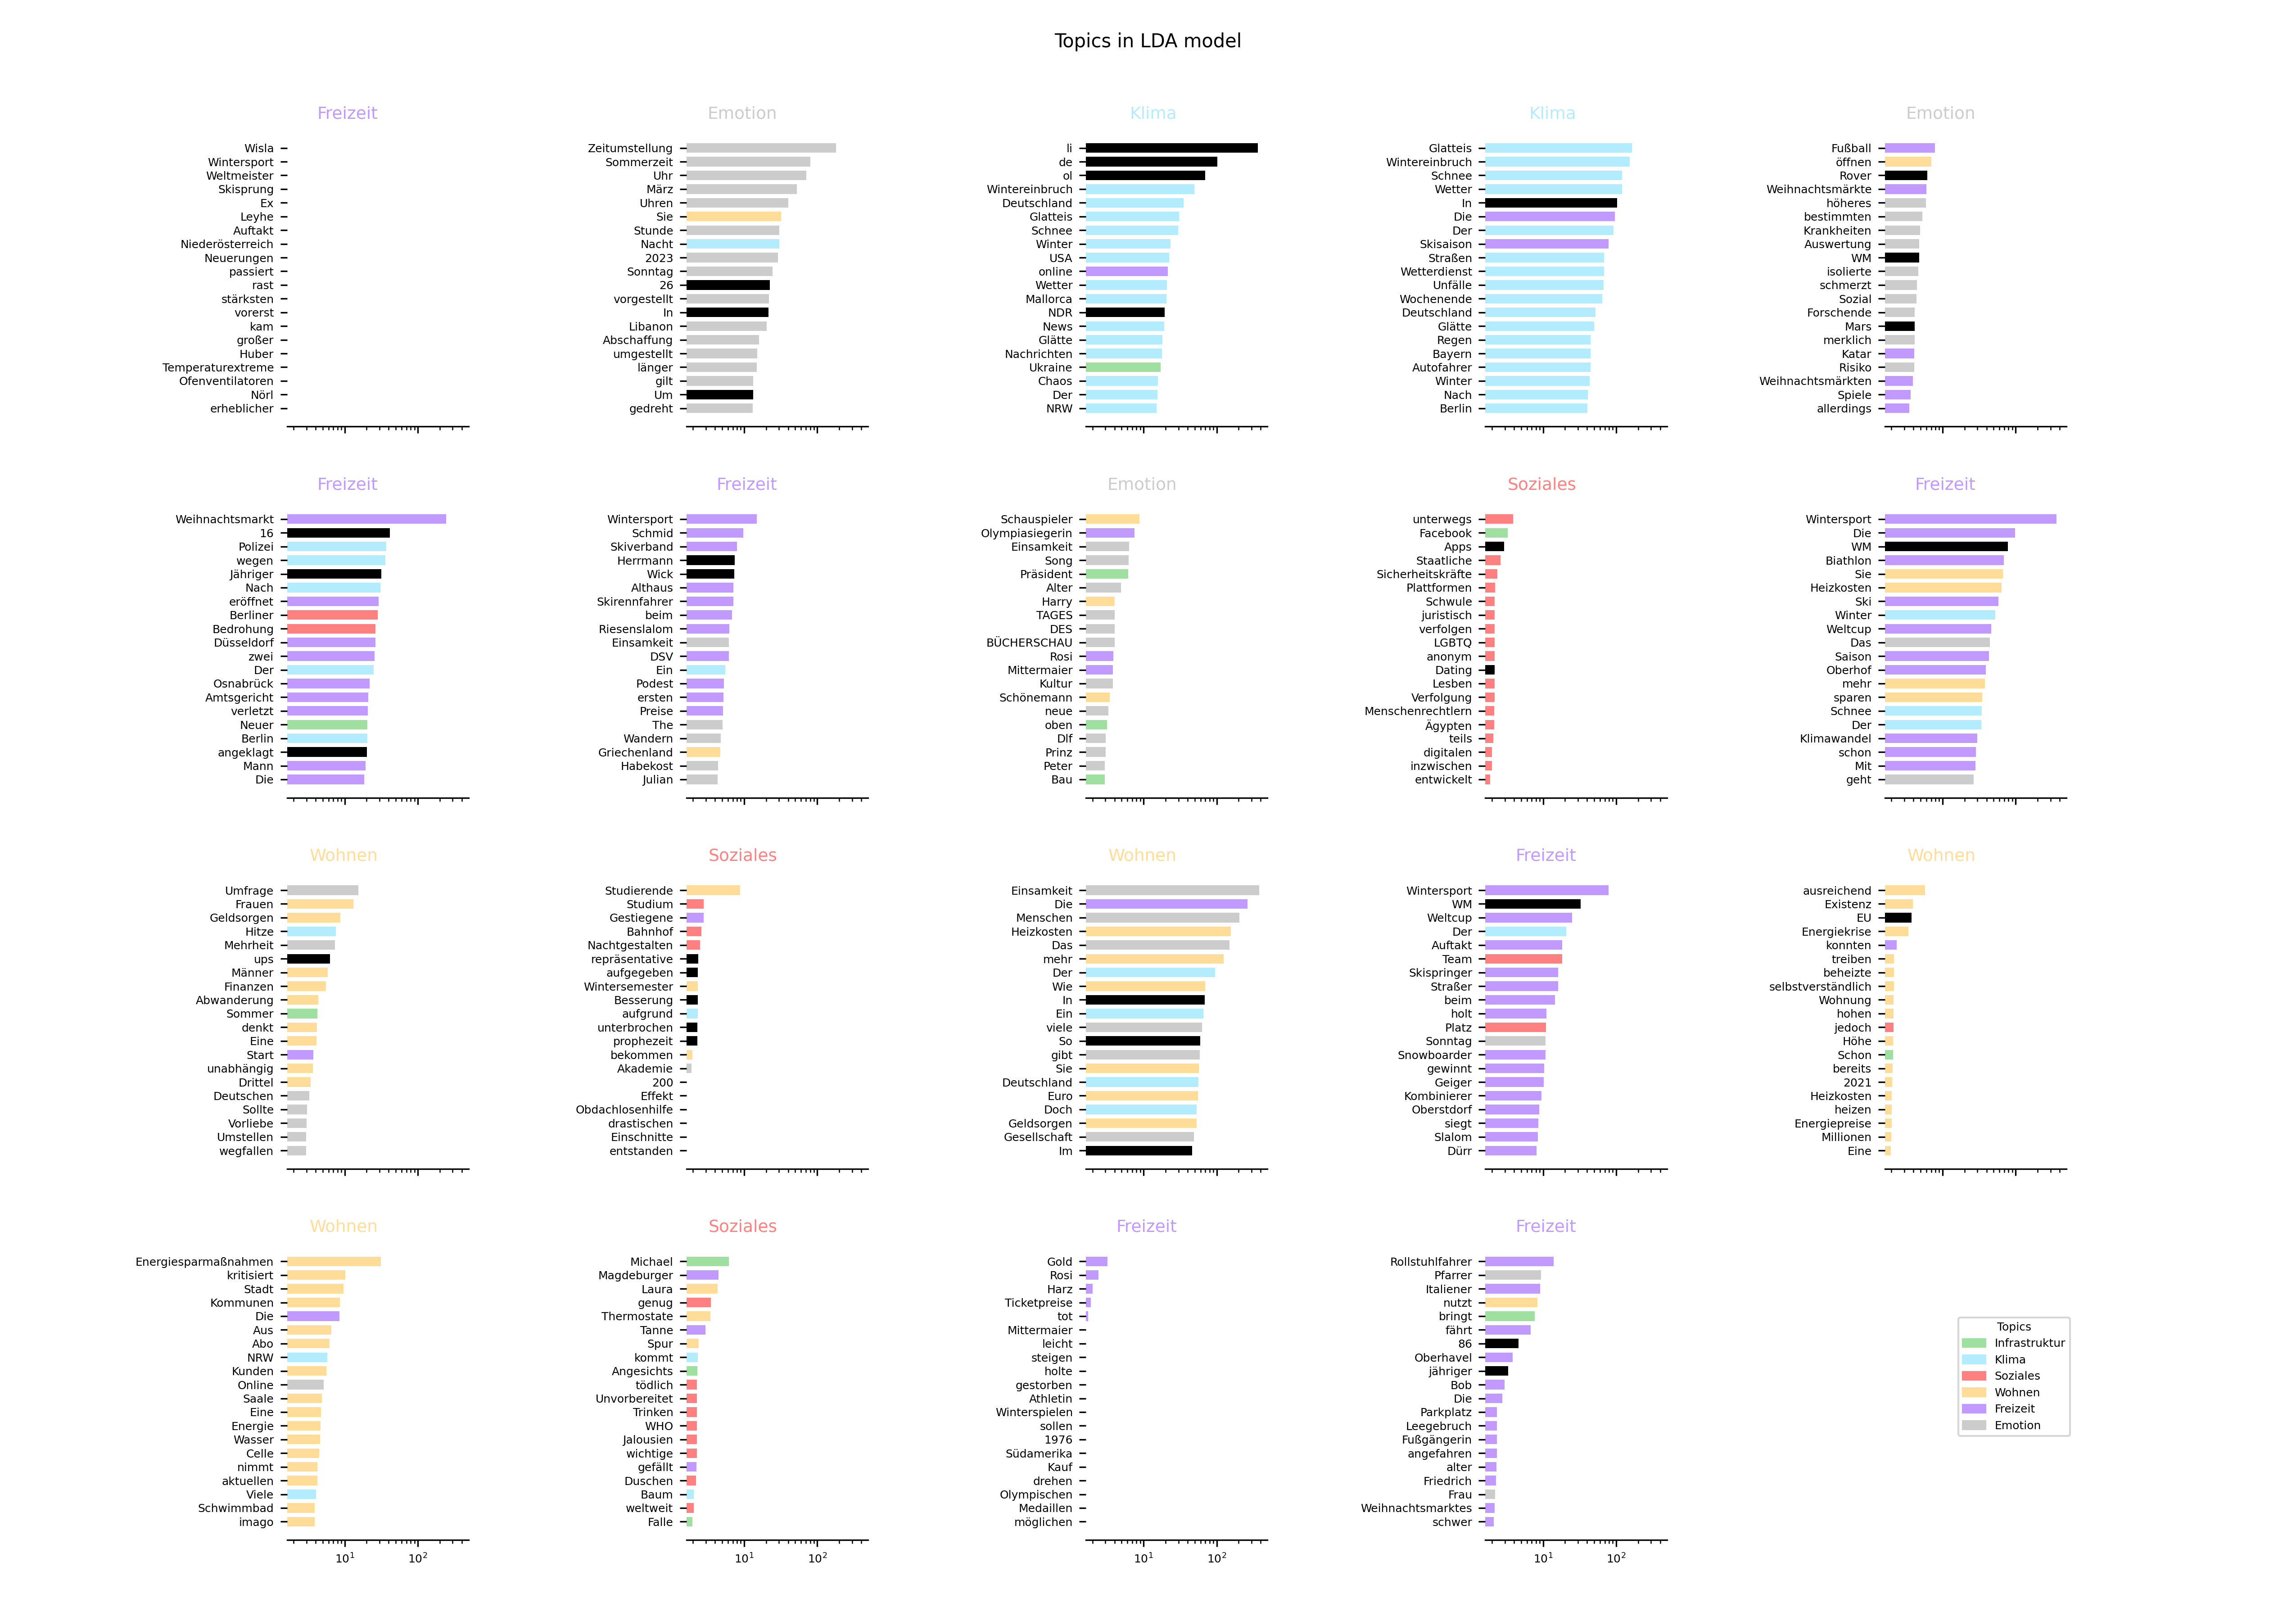 Topics in LDA model
Freizeit
Wisla
Wintersport
Weltmeister
Skisprung
Ex
Leyhe
Auftakt
Niederösterreich
Neuerungen
passiert
rast
stärksten
vorerst
kam
großer
Huber
Temperaturextreme
Ofenventilatoren
Nörl
erheblicher
Emotion
Zeitumstellung
Sommerzeit
Uhr
März
Uhren
Sie
Stunde
Nacht
2023
Sonntag
26
vorgestellt
In
Libanon
Abschaffung
umgestellt
länger
gilt
Um
gedreht
Klima
li
de
ol
Wintereinbruch
Deutschland
Glatteis
Schnee
Winter
USA
online
Wetter
Mallorca
NDR
News
Glätte
Nachrichten
Ukraine
Chaos
Der
NRW
Klima
Glatteis
Wintereinbruch
Schnee
Wetter
In
Die
Der
Skisaison
Straßen
Wetterdienst
Unfälle
Wochenende
Deutschland
Glätte
Regen
Bayern
Autofahrer
Winter
Nach
Berlin
Emotion
Fußball
öffnen
Rover
Weihnachtsmärkte
höheres
bestimmten
Krankheiten
Auswertung
WM
isolierte
schmerzt
Sozial
Forschende
Mars
merklich
Katar
Risiko
Weihnachtsmärkten
Spiele
allerdings
Freizeit
Weihnachtsmarkt
16
Polizei
wegen
Jähriger
Nach
eröffnet
Berliner
Bedrohung
Düsseldorf
zwei
Der
Osnabrück
Amtsgericht
verletzt
Neuer
Berlin
angeklagt
Mann
Die
Freizeit
Wintersport
Schmid
Skiverband
Herrmann
Wick
Althaus
Skirennfahrer
beim
Riesenslalom
Einsamkeit
DSV
Ein
Podest
ersten
Preise
The
Wandern
Griechenland
Habekost
Julian
Emotion
Schauspieler
Olympiasiegerin
Einsamkeit
Song
Präsident
Alter
Harry
TAGES
DES
BÜCHERSCHAU
Rosi
Mittermaier
Kultur
Schönemann
neue
oben
Dlf
Prinz
Peter
Bau
Soziales
unterwegs
Facebook
Apps
Staatliche
Sicherheitskräfte
Plattformen
Schwule
juristisch
verfolgen
LGBTQ
anonym
Dating
Lesben
Verfolgung
Menschenrechtlern
Ägypten
teils
digitalen
inzwischen
entwickelt
Freizeit
Wintersport
Die
WM
Biathlon
Sie
Heizkosten
Ski
Winter
Weltcup
Das
Saison
Oberhof
mehr
sparen
Schnee
Der
Klimawandel
schon
Mit
geht
Wohnen
Umfrage
Frauen
Geldsorgen
Hitze
Mehrheit
ups
Männer
Finanzen
Abwanderung
Sommer
denkt
Eine
Start
unabhängig
Drittel
Deutschen
Sollte
Vorliebe
Umstellen
wegfallen
Soziales
Studierende
Studium
Gestiegene
Bahnhof
Nachtgestalten
repräsentative
aufgegeben
Wintersemester
Besserung
aufgrund
unterbrochen
prophezeit
bekommen
Akademie
200
Effekt
Obdachlosenhilfe
drastischen
Einschnitte
entstanden
Wohnen
Einsamkeit
Die
Menschen
Heizkosten
Das
mehr
Der
Wie
In
Ein
viele
So
gibt
Sie
Deutschland
Euro
Doch
Geldsorgen
Gesellschaft
Im
Freizeit
Wintersport
WM
Weltcup
Der
Auftakt
Team
Skispringer
Straßer
beim
holt
Platz
Sonntag
Snowboarder
gewinnt
Geiger
Kombinierer
Oberstdorf
siegt
Slalom
Dürr
Wohnen
ausreichend
Existenz
EU
Energiekrise
konnten
treiben
beheizte
selbstverständlich
Wohnung
hohen
jedoch
Höhe
Schon
bereits
2021
Heizkosten
heizen
Energiepreise
Millionen
Eine
Wohnen
Energiesparmaßnahmen
kritisiert
Stadt
Kommunen
Die
Aus
Abo
NRW
Kunden
Online
Saale
Eine
Energie
Wasser
Celle
nimmt
aktuellen
Viele
Schwimmbad
imago
10¹ 10²
Soziales
Michael
Magdeburger
Laura
genug
Thermostate
Tanne
Spur
kommt
Angesichts
tödlich
Unvorbereitet
Trinken
WHO
Jalousien
wichtige
gefällt
Duschen
Baum
weltweit
Falle
10¹ 10²
Freizeit
Gold
Rosi
Harz
Ticketpreise
tot
Mittermaier
leicht
steigen
holte
gestorben
Athletin
Winterspielen
sollen
1976
Südamerika
Kauf
drehen
Olympischen
Medaillen
möglichen
10¹ 10²
Freizeit
Rollstuhlfahrer
Pfarrer
Italiener
nutzt
bringt
fährt
86
Oberhavel
jähriger
Bob
Die
Parkplatz
Leegebruch
Fußgängerin
angefahren
alter
Friedrich
Frau
Weihnachtsmarktes
schwer
10¹ 10²
Topics
Infrastruktur
Klima
Soziales
Wohnen
Freizeit
Emotion